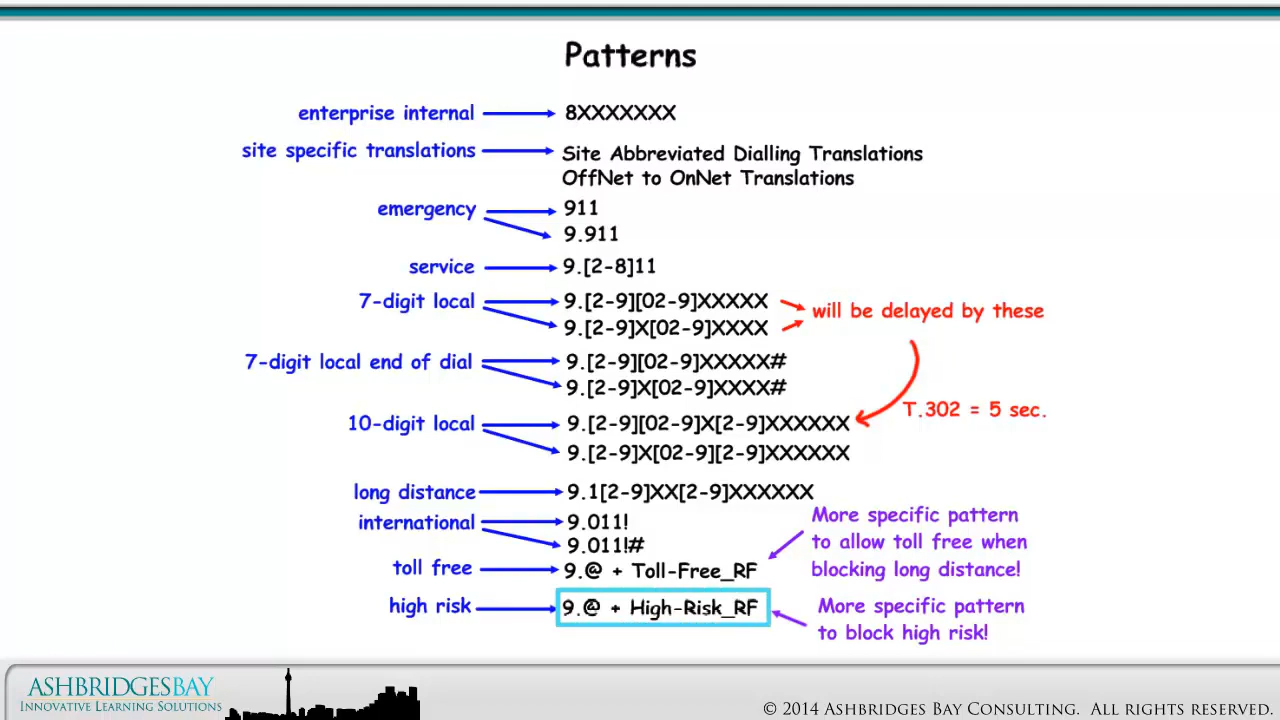 Patterns
enterprise internal 8XXXXXXX
site specific translations Site Abbreviated Dialling Translations
OffNet to OnNet Translations
emergency 911
9.911
service 9.[2-8]11
7-digit local 9.[2-9][02-9]XXXXX will be delayed by these
9.[2-9]X[02-9]XXXX
7-digit local end of dial 9.[2-9][02-9]XXXXX#
9.[2-9]X[02-9]XXXX#
T.302 = 5 sec.
10-digit local 9.[2-9][02-9]X[2-9]XXXXXX
9.[2-9]X[02-9][2-9]XXXXXX
long distance 9.1[2-9]XX[2-9]XXXXXX
international 9.011!
9.011!#
More specific pattern
to allow toll free when
blocking long distance!
toll free 9.@ + Toll-Free_RF
high risk 9.@ + High-Risk_RF
More specific pattern
to block high risk!
ASHBRIDGESBAY
INNOVATIVE LEARNING SOLUTIONS
© 2014 ASHBRIDGES BAY CONSULTING. ALL RIGHTS RESERVED.